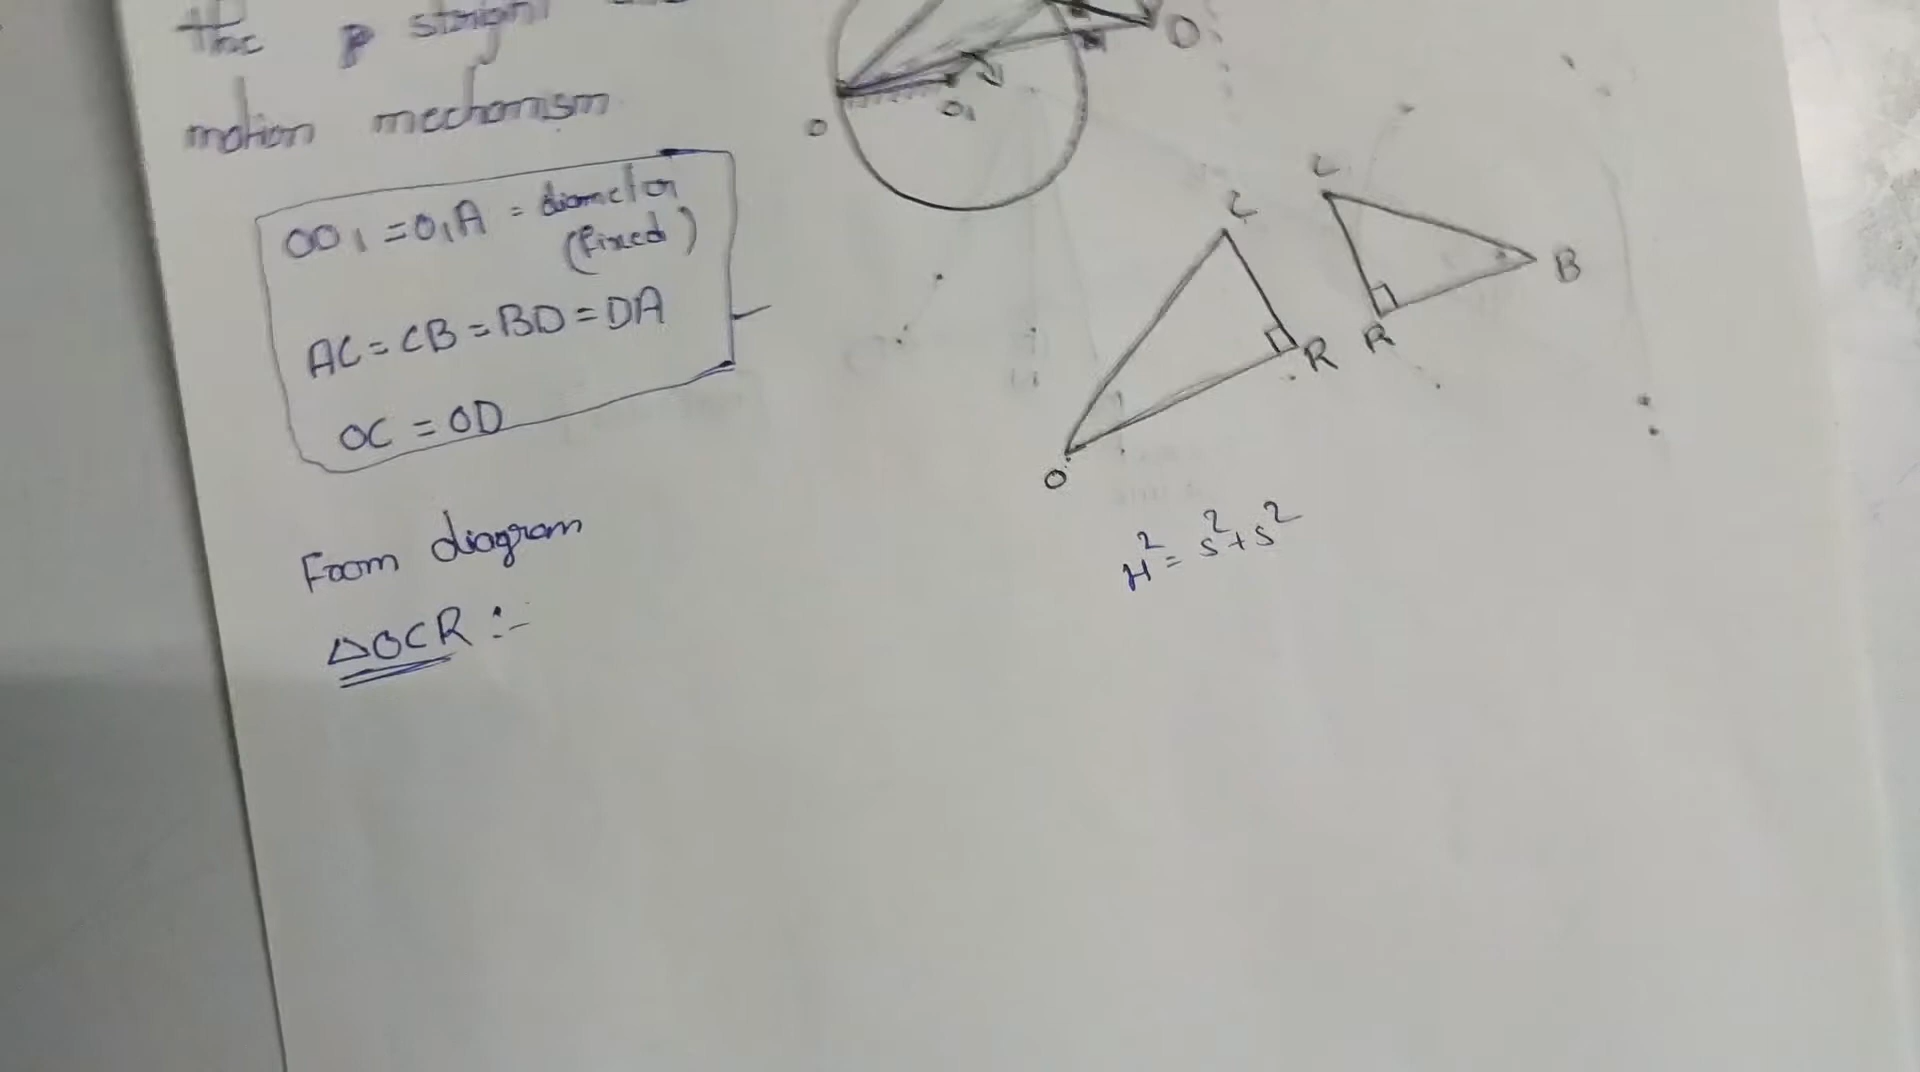 the p straight
motion mechanism
D
O
O1
OO1 = O1A = diameter
(fixed)
AC = CB = BD = DA
OC = OD
C
R
O
C
B
R
H² = S² + S²
From diagram
△OCR :-